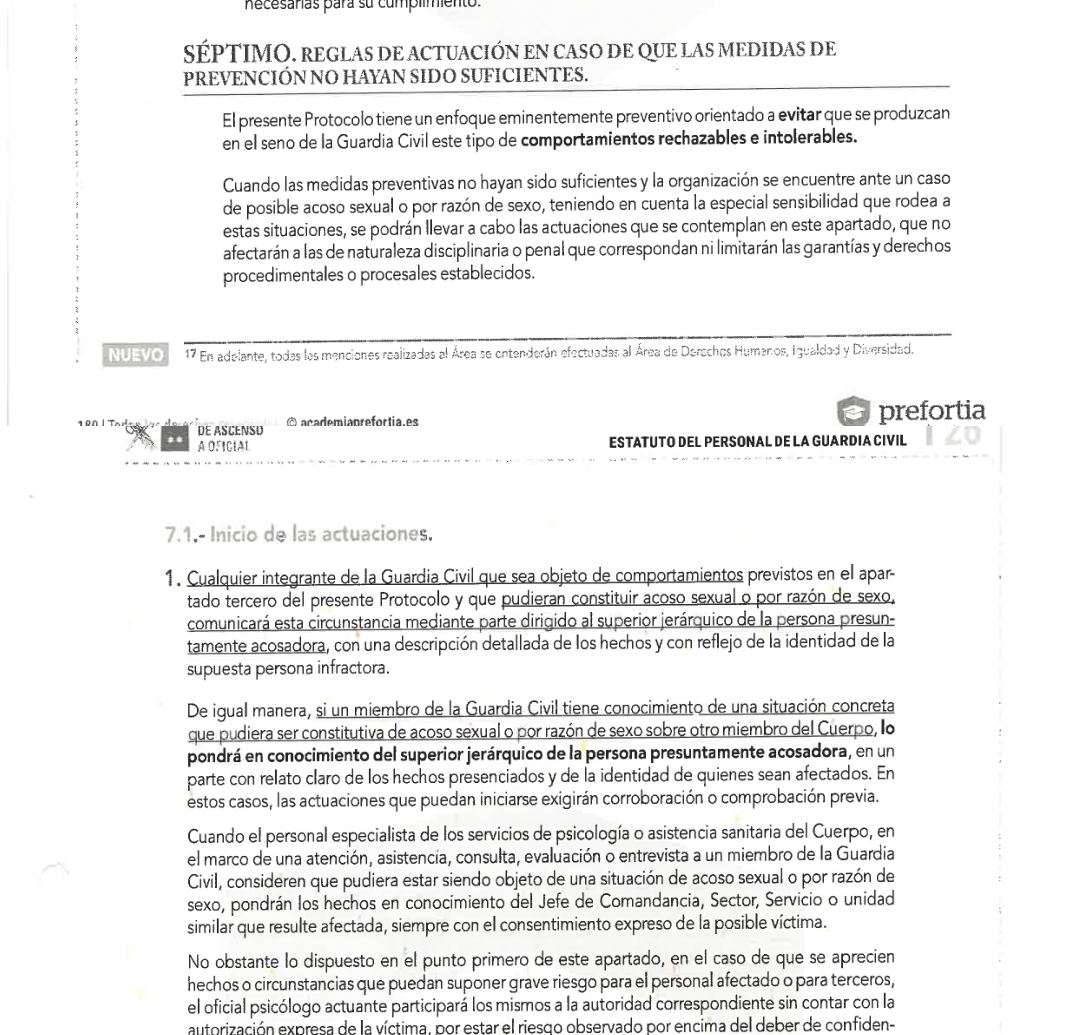 necesarias para su cumplimiento.
SÉPTIMO. REGLAS DE ACTUACIÓN EN CASO DE QUE LAS MEDIDAS DE
PREVENCIÓN NO HAYAN SIDO SUFICIENTES.
El presente Protocolo tiene un enfoque eminentemente preventivo orientado a evitar que se produzcan
en el seno de la Guardia Civil este tipo de comportamientos rechazables e intolerables.
Cuando las medidas preventivas no hayan sido suficientes y la organización se encuentre ante un caso
de posible acoso sexual o por razón de sexo, teniendo en cuenta la especial sensibilidad que rodea a
estas situaciones, se podrán llevar a cabo las actuaciones que se contemplan en este apartado, que no
afectarán a las de naturaleza disciplinaria o penal que correspondan ni limitarán las garantías y derechos
procedimentales o procesales establecidos.
NUEVO
17 En adelante, todas las menciones realizadas al Área se entenderán efectuadas al Área de Derechos Humanos, Igualdad y Diversidad.
© academiaprefortia.es
prefortia
DE ASCENSO
A OFICIAL
ESTATUTO DEL PERSONAL DE LA GUARDIA CIVIL
7.1.- Inicio de las actuaciones.
1. Cualquier integrante de la Guardia Civil que sea objeto de comportamientos previstos en el apar-
tado tercero del presente Protocolo y que pudieran constituir acoso sexual o por razón de sexo,
comunicará esta circunstancia mediante parte dirigido al superior jerárquico de la persona presun-
tamente acosadora, con una descripción detallada de los hechos y con reflejo de la identidad de la
supuesta persona infractora.
De igual manera, si un miembro de la Guardia Civil tiene conocimiento de una situación concreta
que pudiera ser constitutiva de acoso sexual o por razón de sexo sobre otro miembro del Cuerpo, lo
pondrá en conocimiento del superior jerárquico de la persona presuntamente acosadora, en un
parte con relato claro de los hechos presenciados y de la identidad de quienes sean afectados. En
estos casos, las actuaciones que puedan iniciarse exigirán corroboración o comprobación previa.
Cuando el personal especialista de los servicios de psicología o asistencia sanitaria del Cuerpo, en
el marco de una atención, asistencia, consulta, evaluación o entrevista a un miembro de la Guardia
Civil, consideren que pudiera estar siendo objeto de una situación de acoso sexual o por razón de
sexo, pondrán los hechos en conocimiento del Jefe de Comandancia, Sector, Servicio o unidad
similar que resulte afectada, siempre con el consentimiento expreso de la posible víctima.
No obstante lo dispuesto en el punto primero de este apartado, en el caso de que se aprecien
hechos o circunstancias que puedan suponer grave riesgo para el personal afectado o para terceros,
el oficial psicólogo actuante participará los mismos a la autoridad correspondiente sin contar con la
autorización expresa de la víctima, por estar el riesgo observado por encima del deber de confiden-